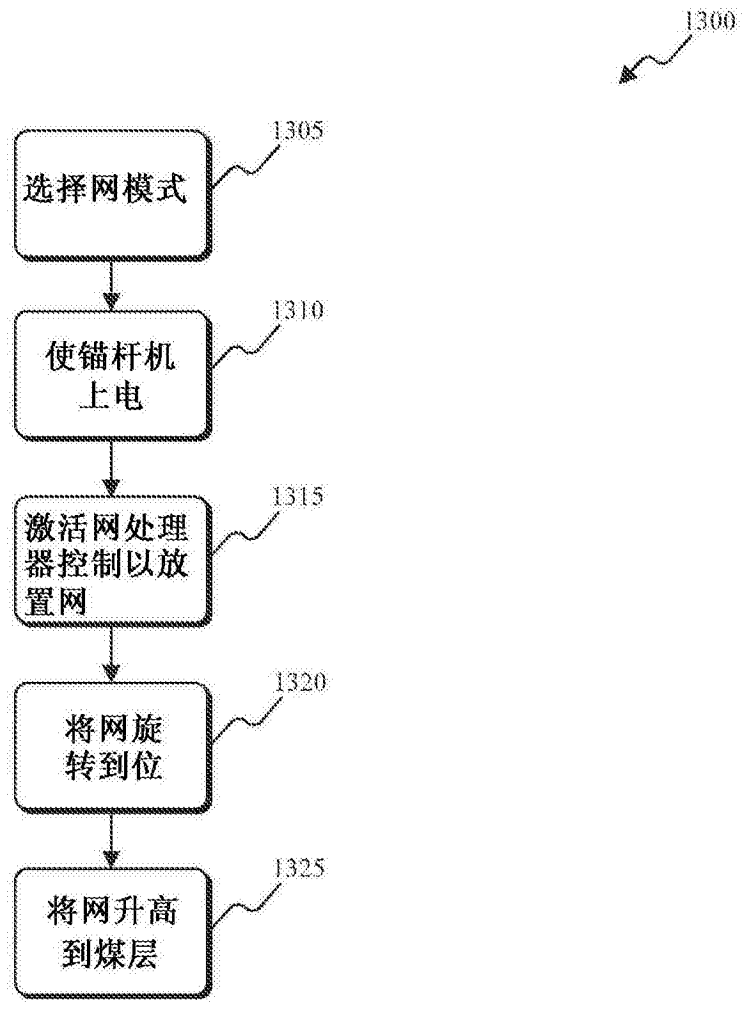 1300
1305
选择网模式
1310
使锚杆机
上电
1315
激活网处理
器控制以放
置网
1320
将网旋
转到位
1325
将网升高
到煤层